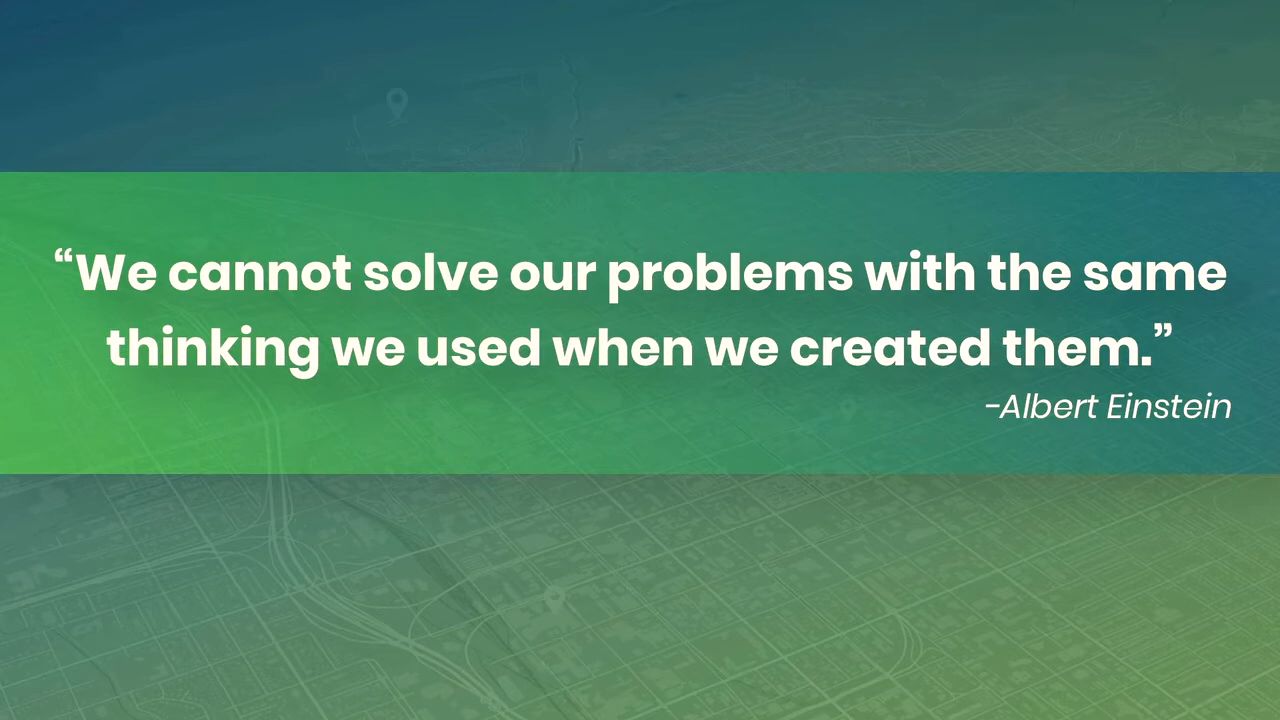 “We cannot solve our problems with the same
thinking we used when we created them.”
-Albert Einstein